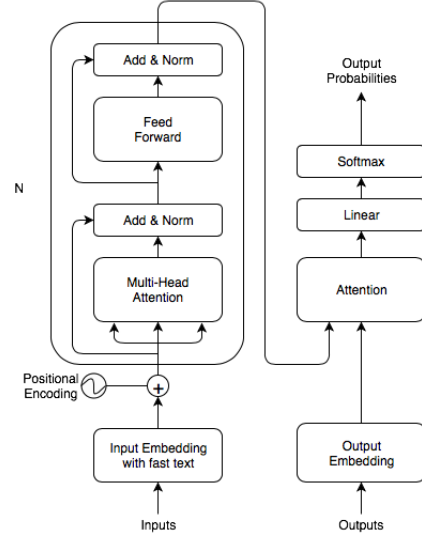 Add & Norm
Feed
Forward
N
Add & Norm
Multi-Head
Attention
Positional
Encoding
+
Input Embedding
with fast text
Inputs
Output
Probabilities
Softmax
Linear
Attention
Output
Embedding
Outputs